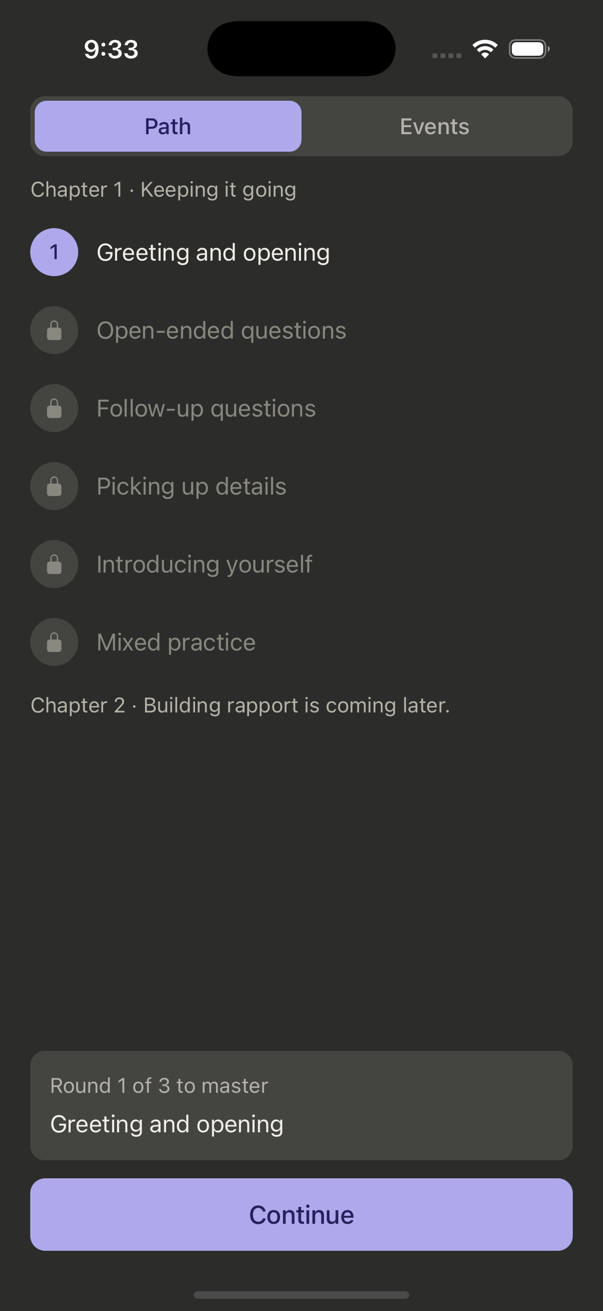 9:33
Path
Events
Chapter 1 · Keeping it going
1
Greeting and opening
Open-ended questions
Follow-up questions
Picking up details
Introducing yourself
Mixed practice
Chapter 2 · Building rapport is coming later.
Round 1 of 3 to master
Greeting and opening
Continue